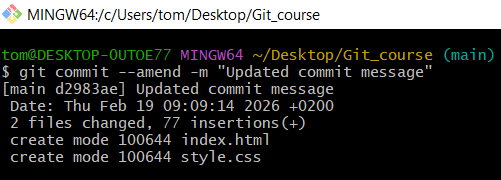 MINGW64:/c/Users/tom/Desktop/Git_course
tom@DESKTOP-OUTOE77 MINGW64 ~/Desktop/Git_course (main)
$ git commit --amend -m "Updated commit message"
[main d2983ae] Updated commit message
 Date: Thu Feb 19 09:09:14 2026 +0200
 2 files changed, 77 insertions(+)
 create mode 100644 index.html
 create mode 100644 style.css